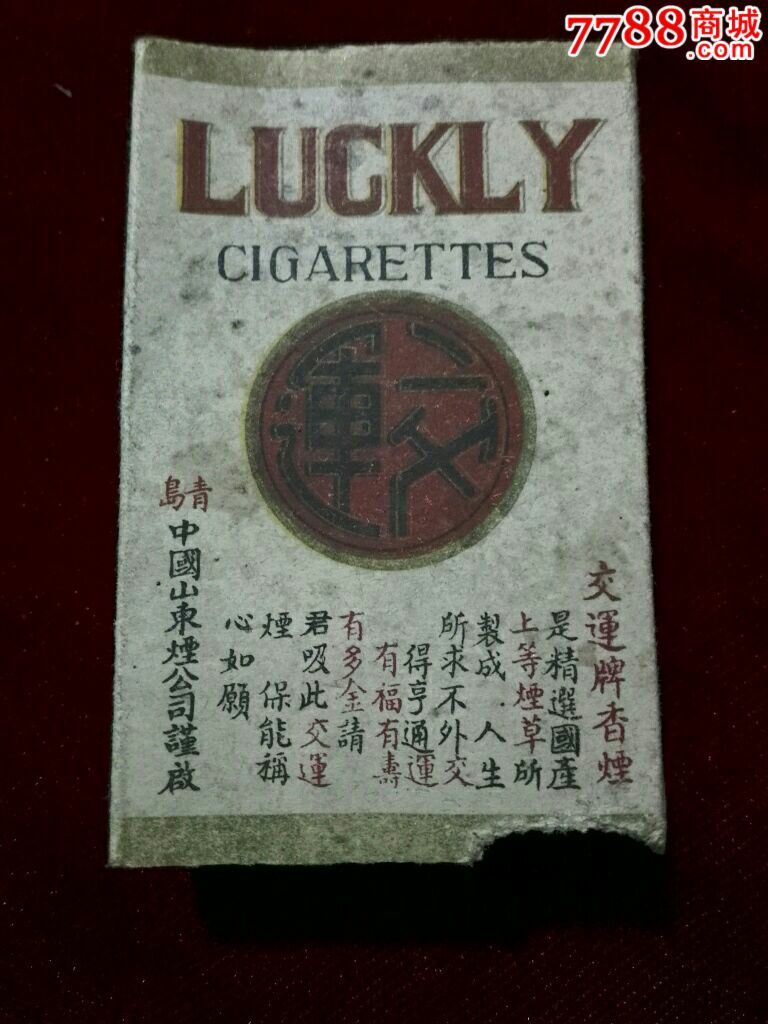 7788商城
.com
LUCKLY
CIGARETTES
交運
交運牌香煙
是精選國產
上等煙草所
製成．人生
所求不外交
得亨通運
有福有壽
有多金請
君吸此交運
煙 保能稱
心如願
青島
中國山東煙公司謹啟